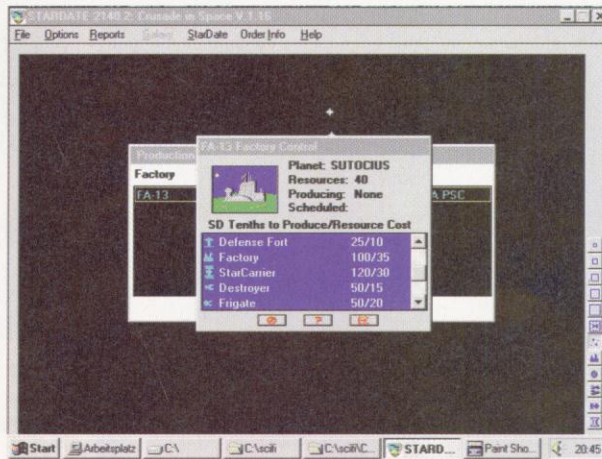 STARDATE 2140.2: Crusade in Space V.1.15
File Options Reports Galaxy StarDate Order Info Help
Production
Factory
FA-13
A PSC
FA-13 Factory Control
Planet: SUTOCIUS
Resources: 40
Producing: None
Scheduled:
SD Tenths to Produce/Resource Cost
Defense Fort 25/10
Factory 100/35
StarCarrier 120/30
Destroyer 50/15
Frigate 50/20
?
Start Arbeitsplatz C:\ C:\scifi C:\scifi\C... STARD... Paint Sho... 20:45